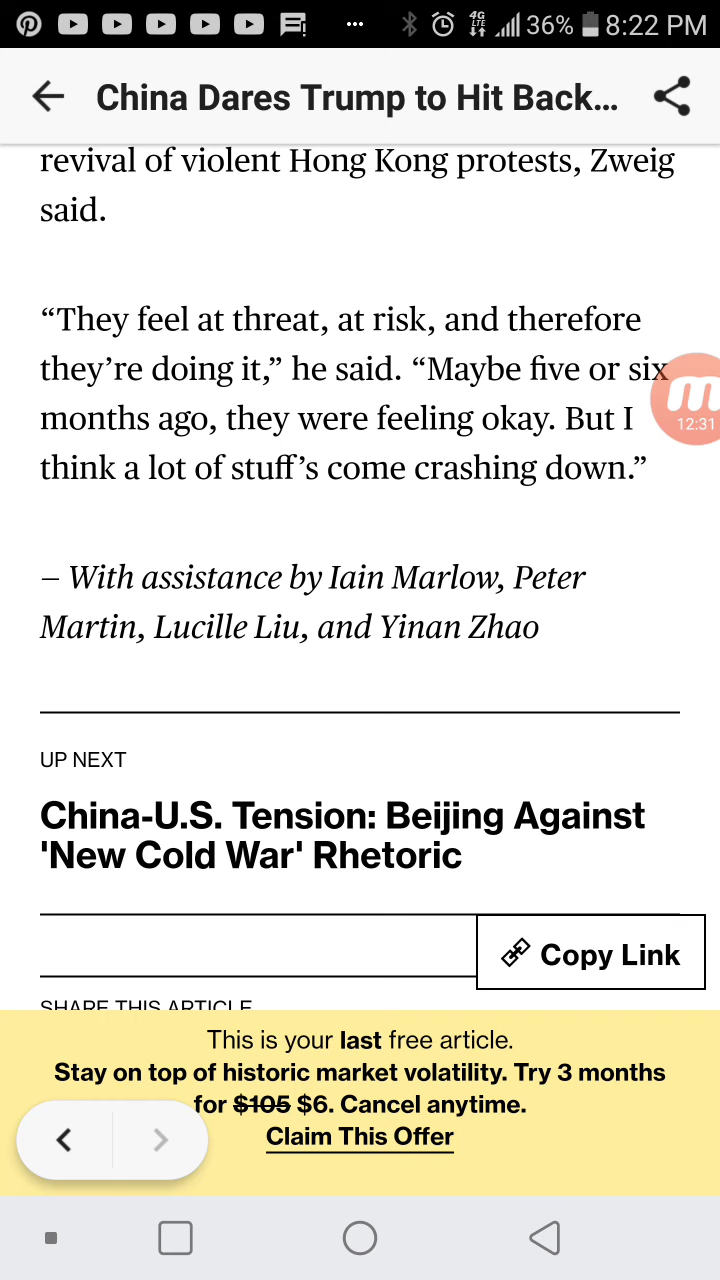 36% 8:22 PM
4G
LTE
China Dares Trump to Hit Back...
revival of violent Hong Kong protests, Zweig
said.
“They feel at threat, at risk, and therefore
they’re doing it,” he said. “Maybe five or six
months ago, they were feeling okay. But I
think a lot of stuff’s come crashing down.”
m
12:31
– With assistance by Iain Marlow, Peter
Martin, Lucille Liu, and Yinan Zhao
UP NEXT
China-U.S. Tension: Beijing Against
'New Cold War' Rhetoric
Copy Link
SHARE THIS ARTICLE
This is your last free article.
Stay on top of historic market volatility. Try 3 months
for $105 $6. Cancel anytime.
Claim This Offer